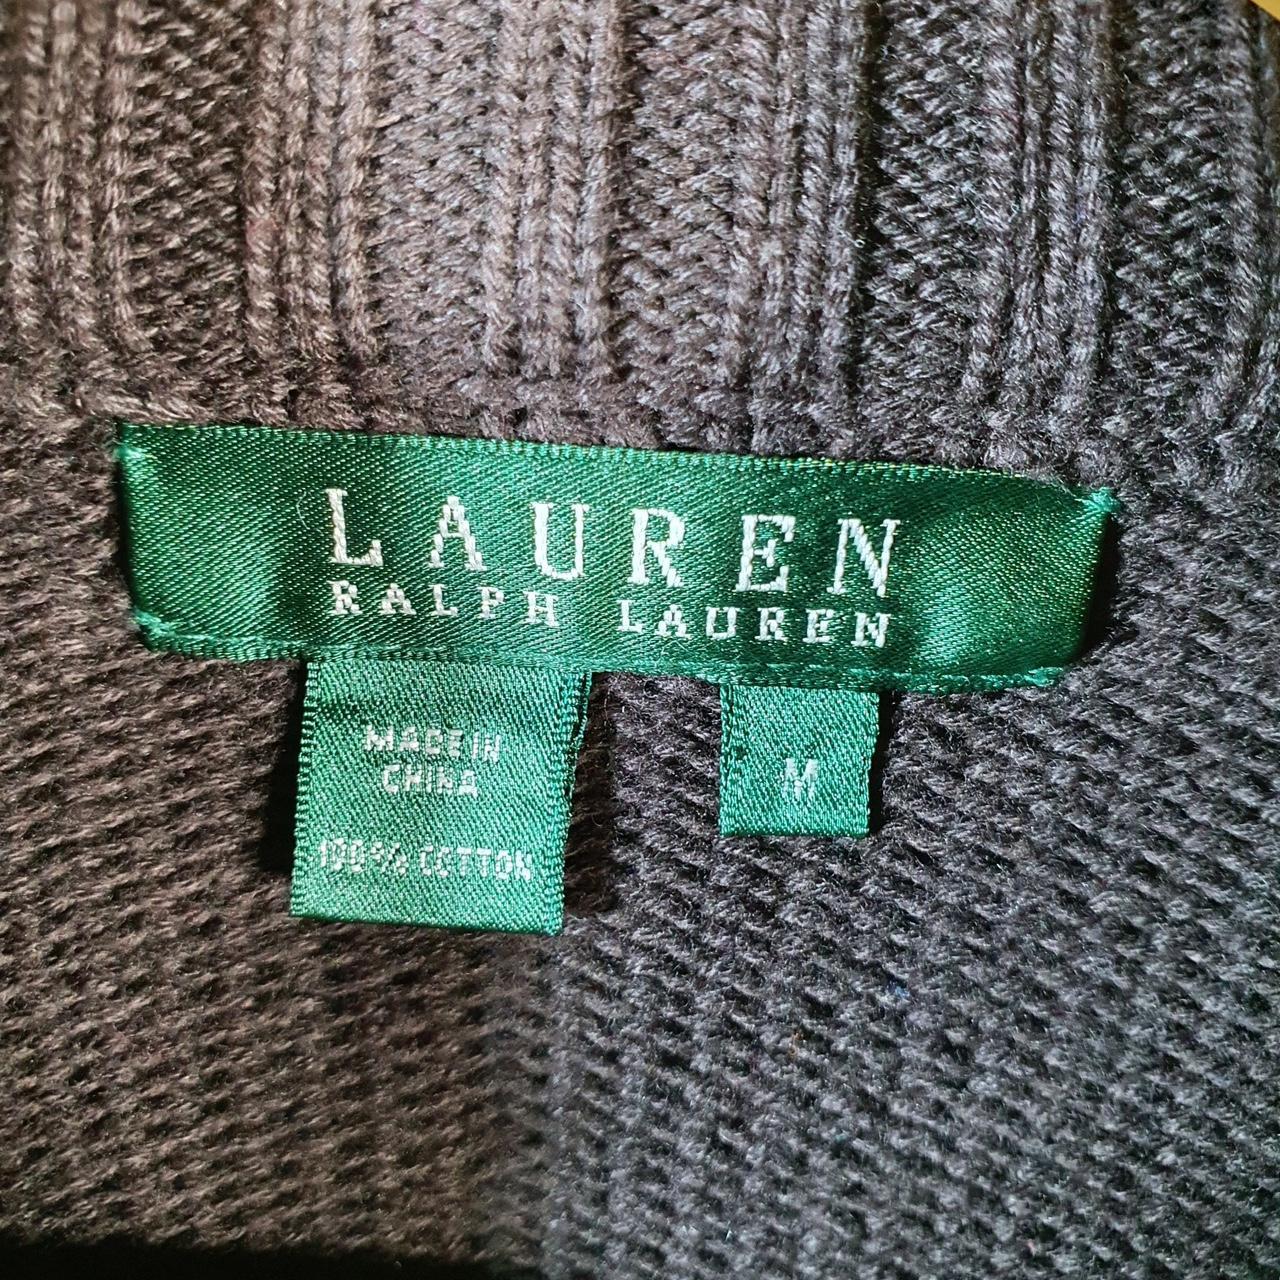 LAUREN
RALPH LAUREN
MADE IN
CHINA
100% COTTON
M